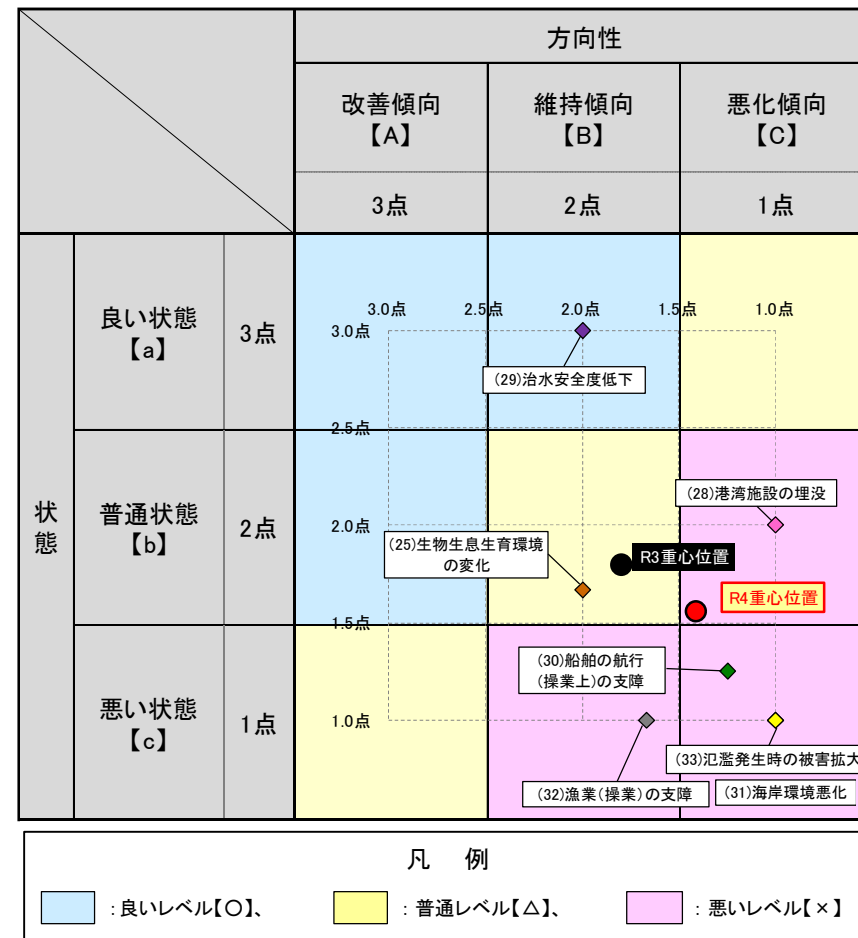 方向性
改善傾向
【A】
維持傾向
【B】
悪化傾向
【C】
3点
2点
1点
状態
良い状態
【a】
3点
普通状態
【b】
2点
悪い状態
【c】
1点
3.0点
2.5点
2.0点
1.5点
1.0点
3.0点
2.5点
2.0点
1.5点
1.0点
(29)治水安全度低下
(28)港湾施設の埋没
(25)生物生息生育環境
の変化
R3重心位置
R4重心位置
(30)船舶の航行
(操業上)の支障
(33)氾濫発生時の被害拡大
(32)漁業(操業)の支障
(31)海岸環境悪化
凡 例
:良いレベル【○】、
:普通レベル【△】、
:悪いレベル【×】